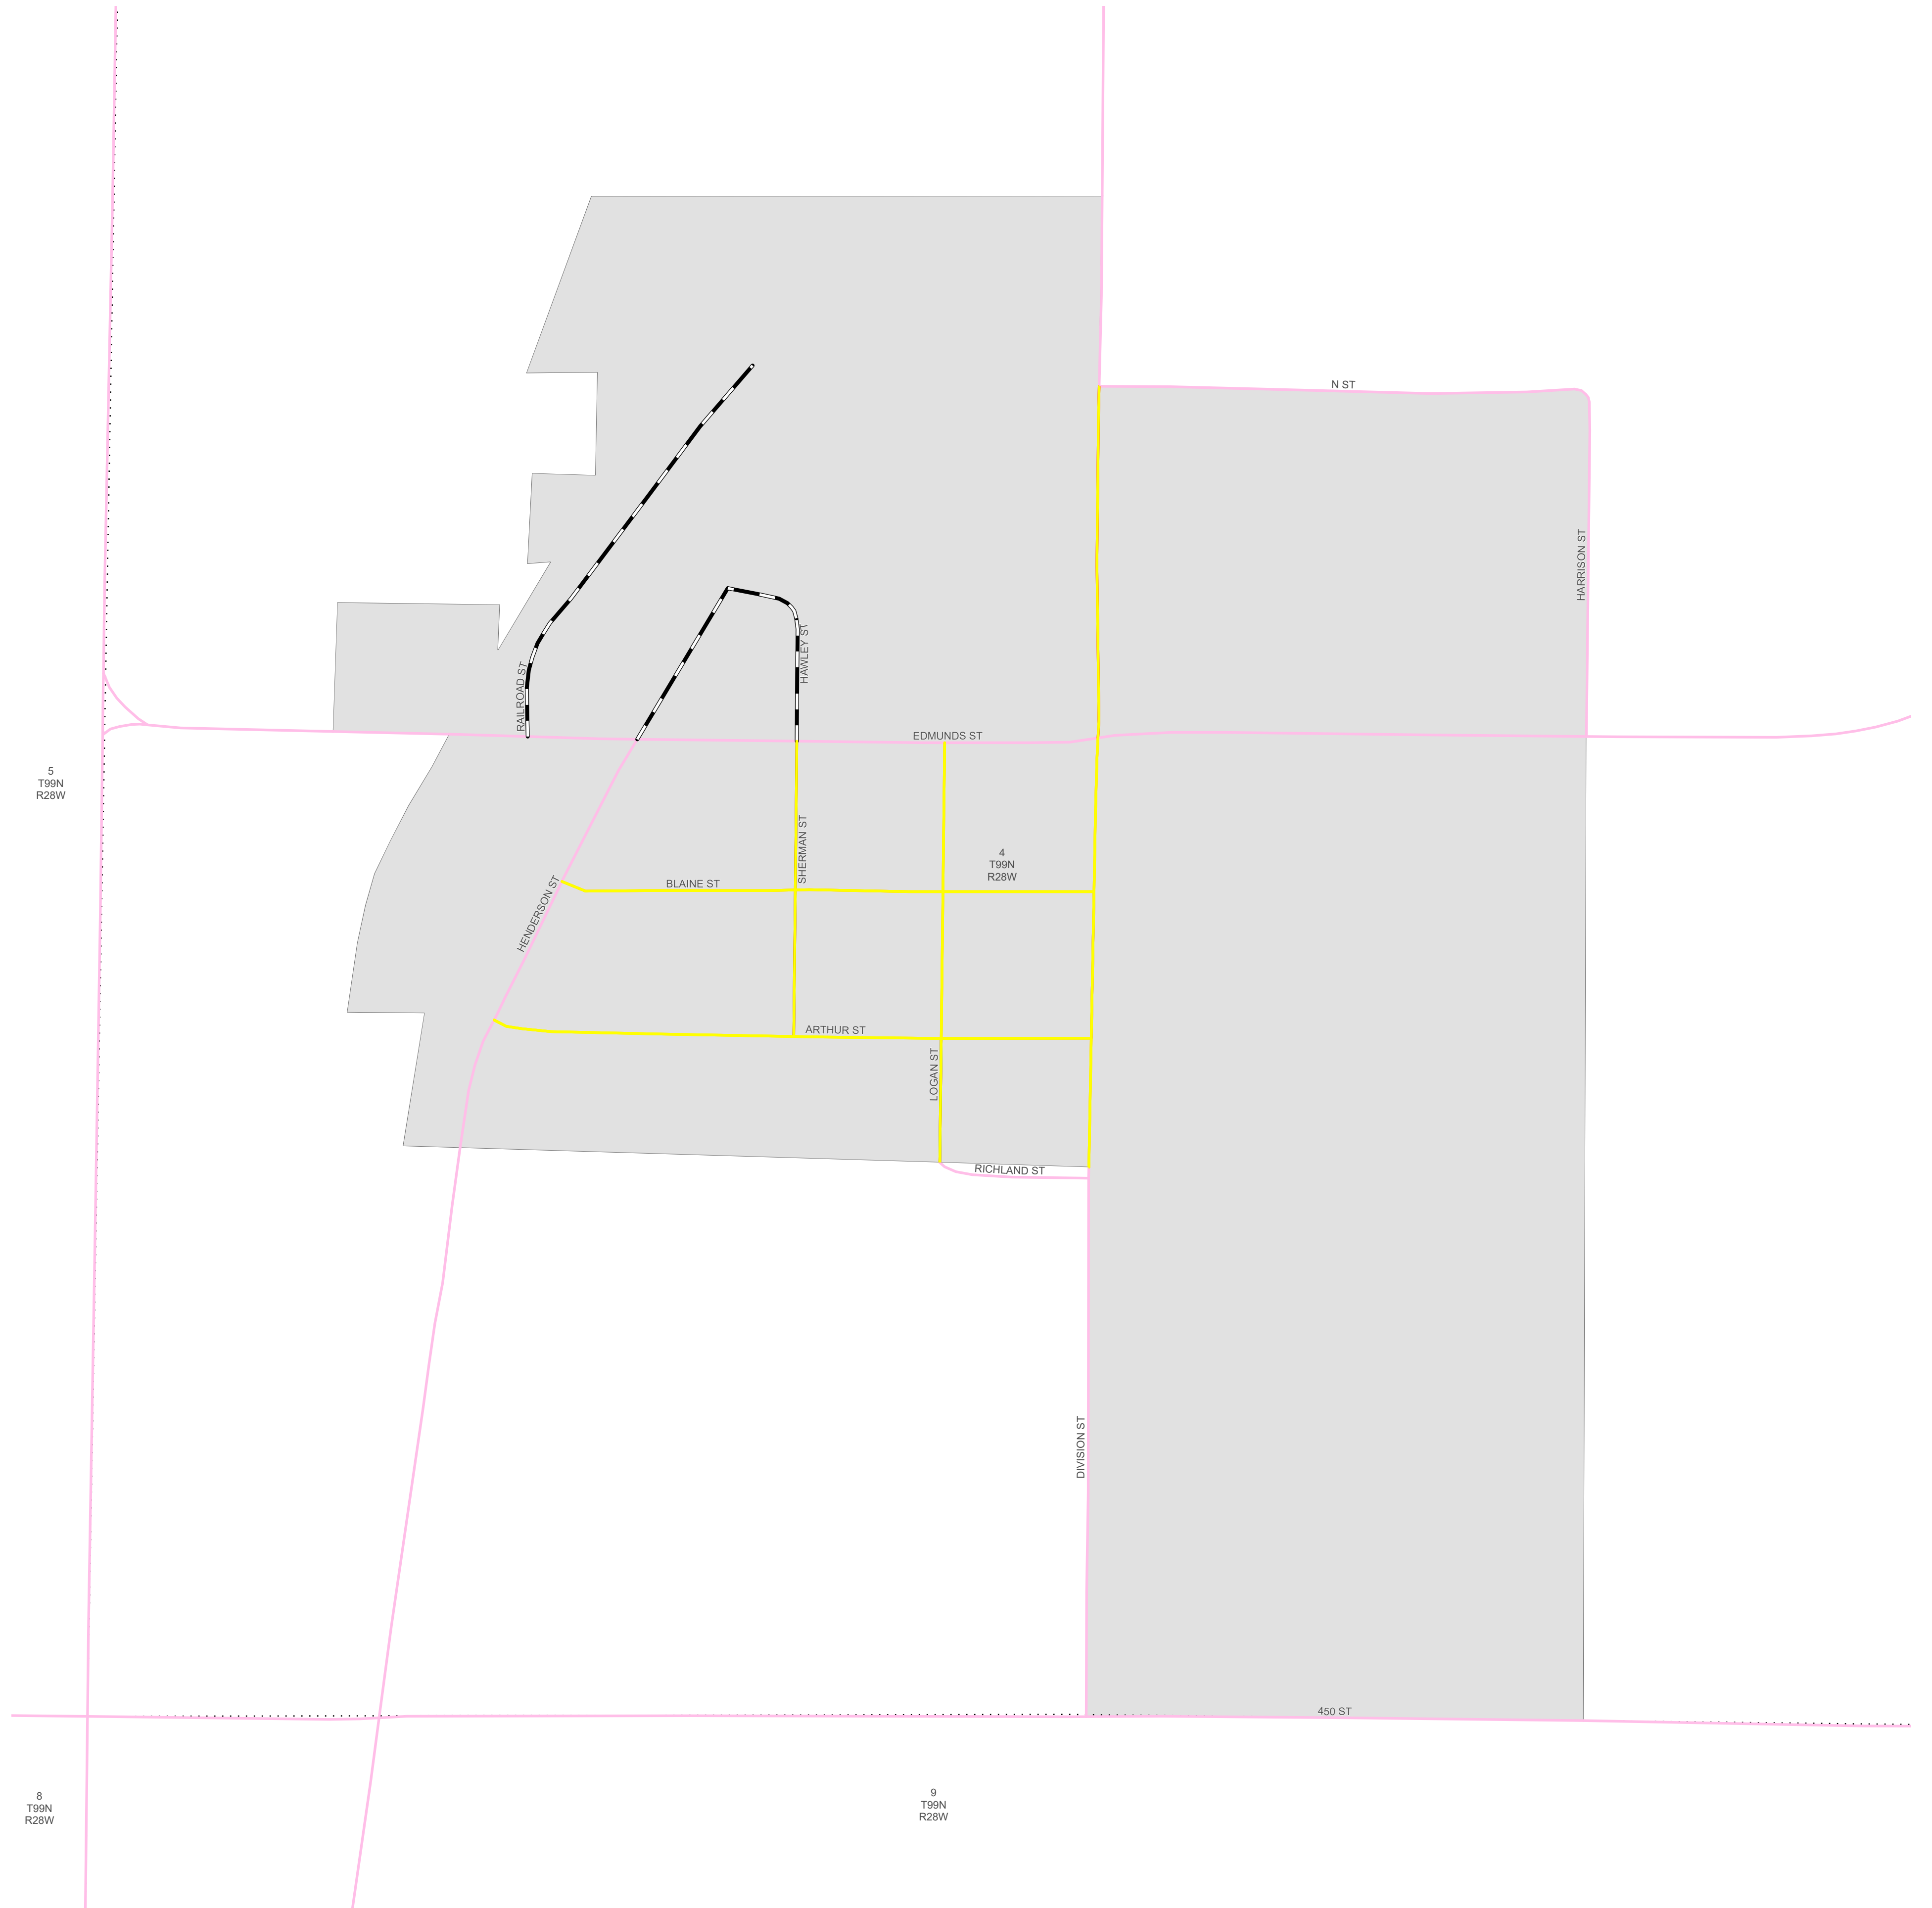 N ST
HARRISON ST
HAWLEY ST
RAILROAD ST
EDMUNDS ST
5
T99N
R28W
SHERMAN ST
4
T99N
R28W
BLAINE ST
HENDERSON ST
ARTHUR ST
LOGAN ST
RICHLAND ST
DIVISION ST
450 ST
8
T99N
R28W
9
T99N
R28W